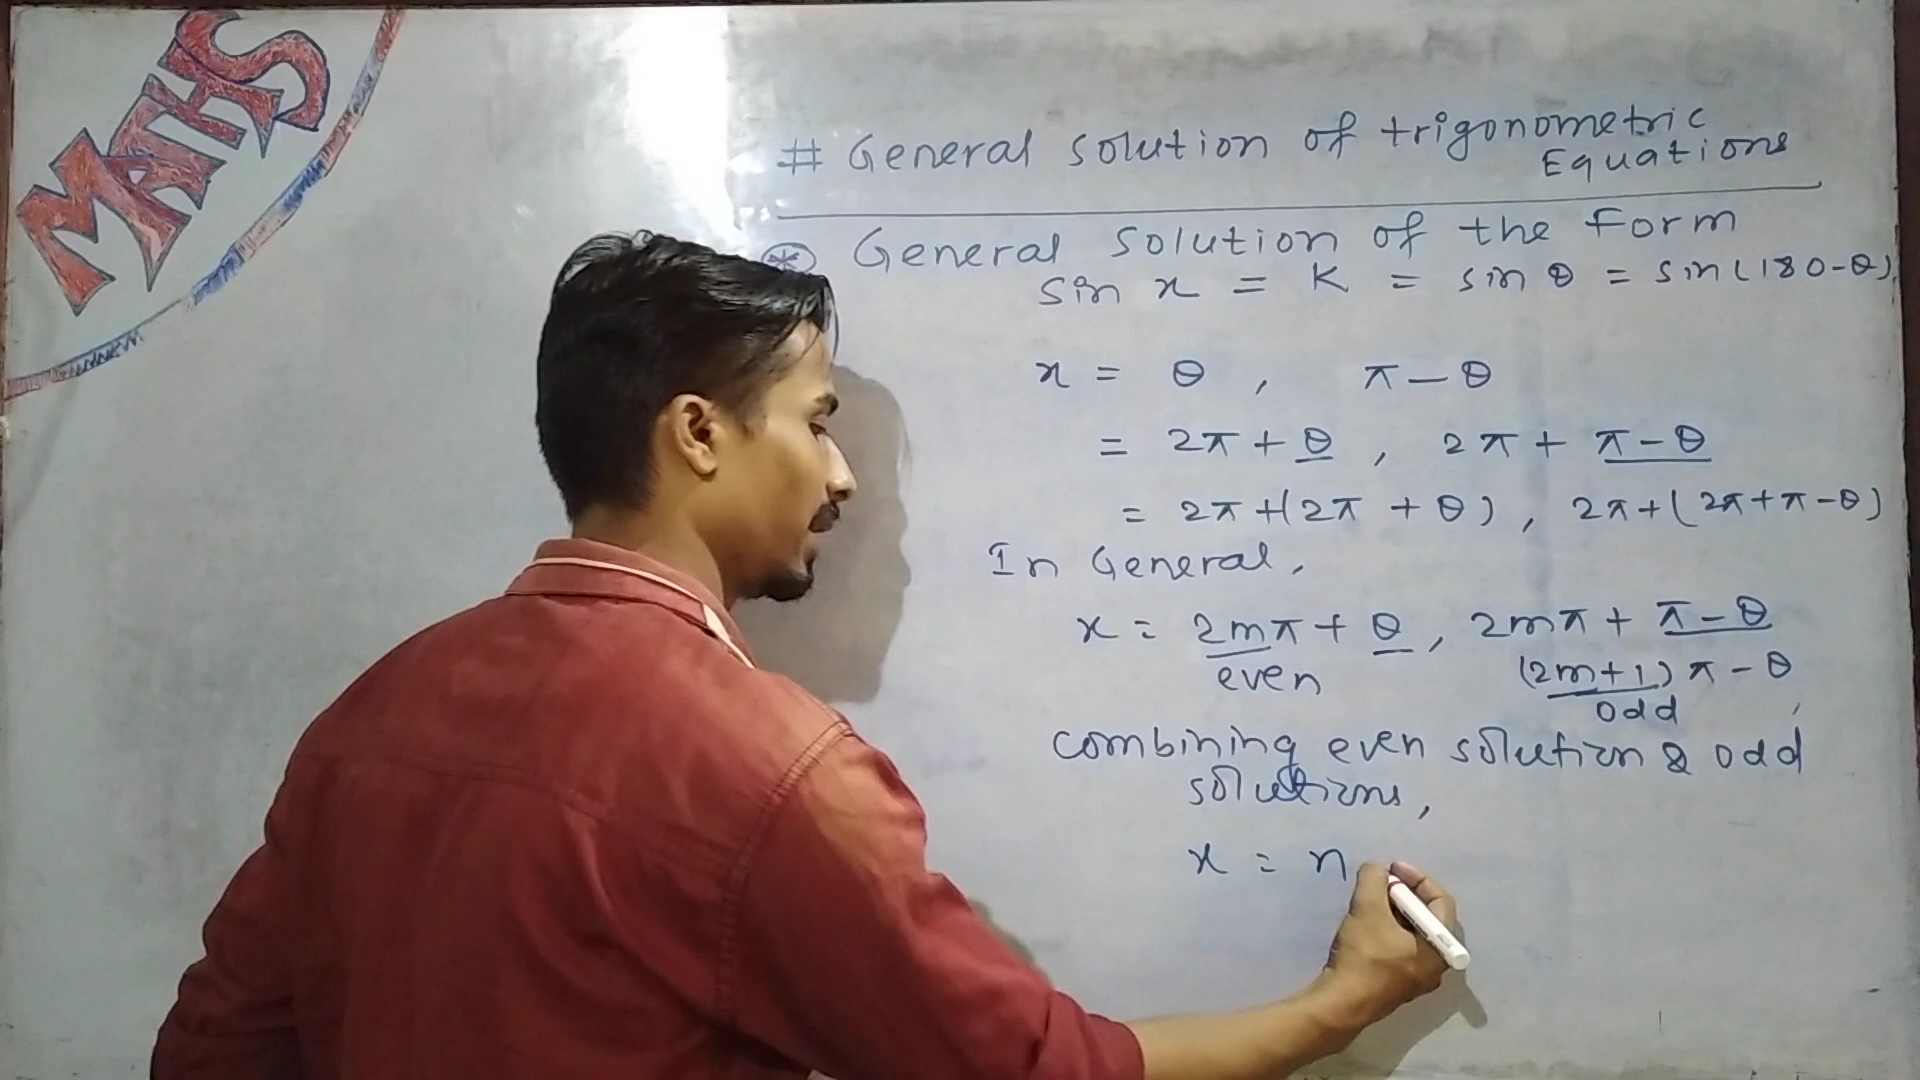 MATHS
# General solution of trigonometric
Equations
* General solution of the Form
sin x = K = sin θ = sin(180-θ)
x = θ , π-θ
= 2π + θ , 2π + π-θ
= 2π+(2π + θ) , 2π+(2π+π-θ)
In General,
x = 2mπ + θ , 2mπ + π-θ
even (2m+1)π-θ
odd ,
combining even solution & odd
solutions,
x = n